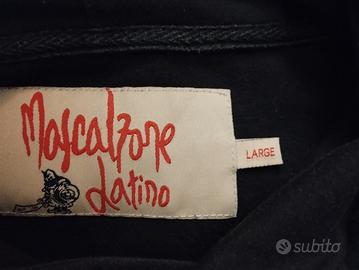 Mascalzone
Latino
LARGE
subito